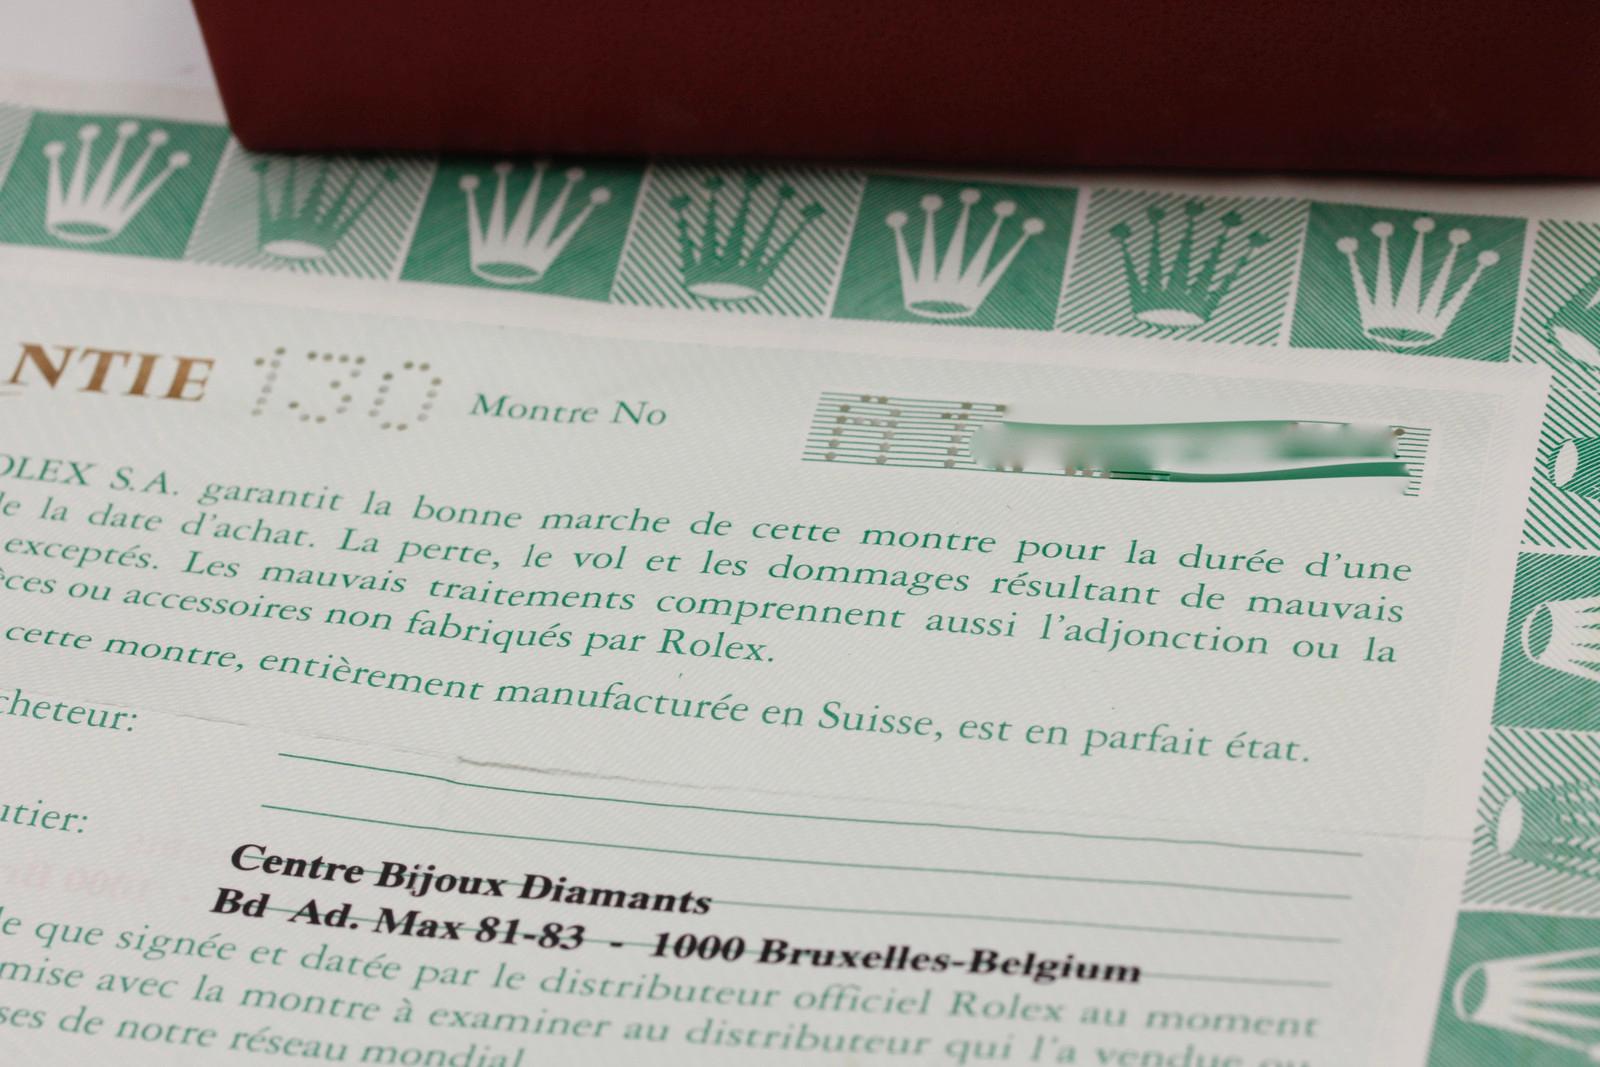 NTIE 130 Montre No
OLEX S.A. garantit la bonne marche de cette montre pour la durée d'une
de la date d'achat. La perte, le vol et les dommages résultant de mauvais
exceptés. Les mauvais traitements comprennent aussi l'adjonction ou la
èces ou accessoires non fabriqués par Rolex.
cette montre, entièrement manufacturée en Suisse, est en parfait état.
cheteur:
utier:
Centre Bijoux Diamants
Bd Ad. Max 81-83 - 1000 Bruxelles-Belgium
le que signée et datée par le distributeur officiel Rolex au moment
mise avec la montre à examiner au distributeur qui l'a vendue ou
ses de notre réseau mondial.